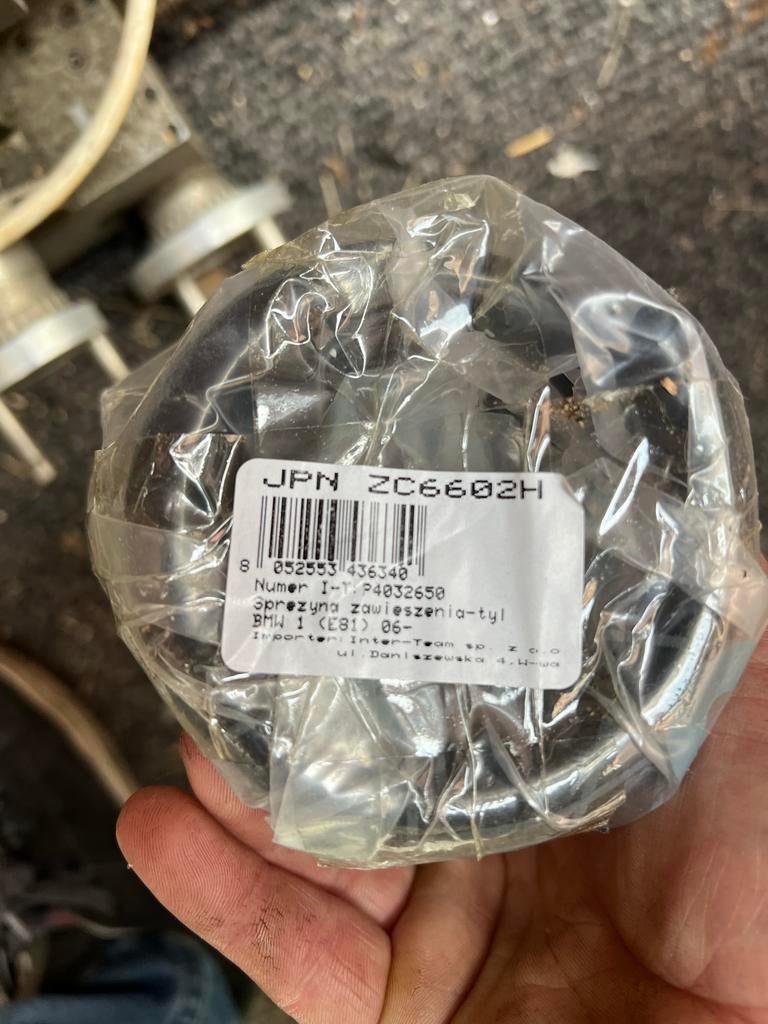 JPN ZC6602H
8 052553 436340
Numer I-T:P4032650
Sprezyna zawieszenia-tyl
BMW 1 (E81) 06-
Importer:Inter-Team sp. z o.o
ul.Daniszewska 4,W-wa